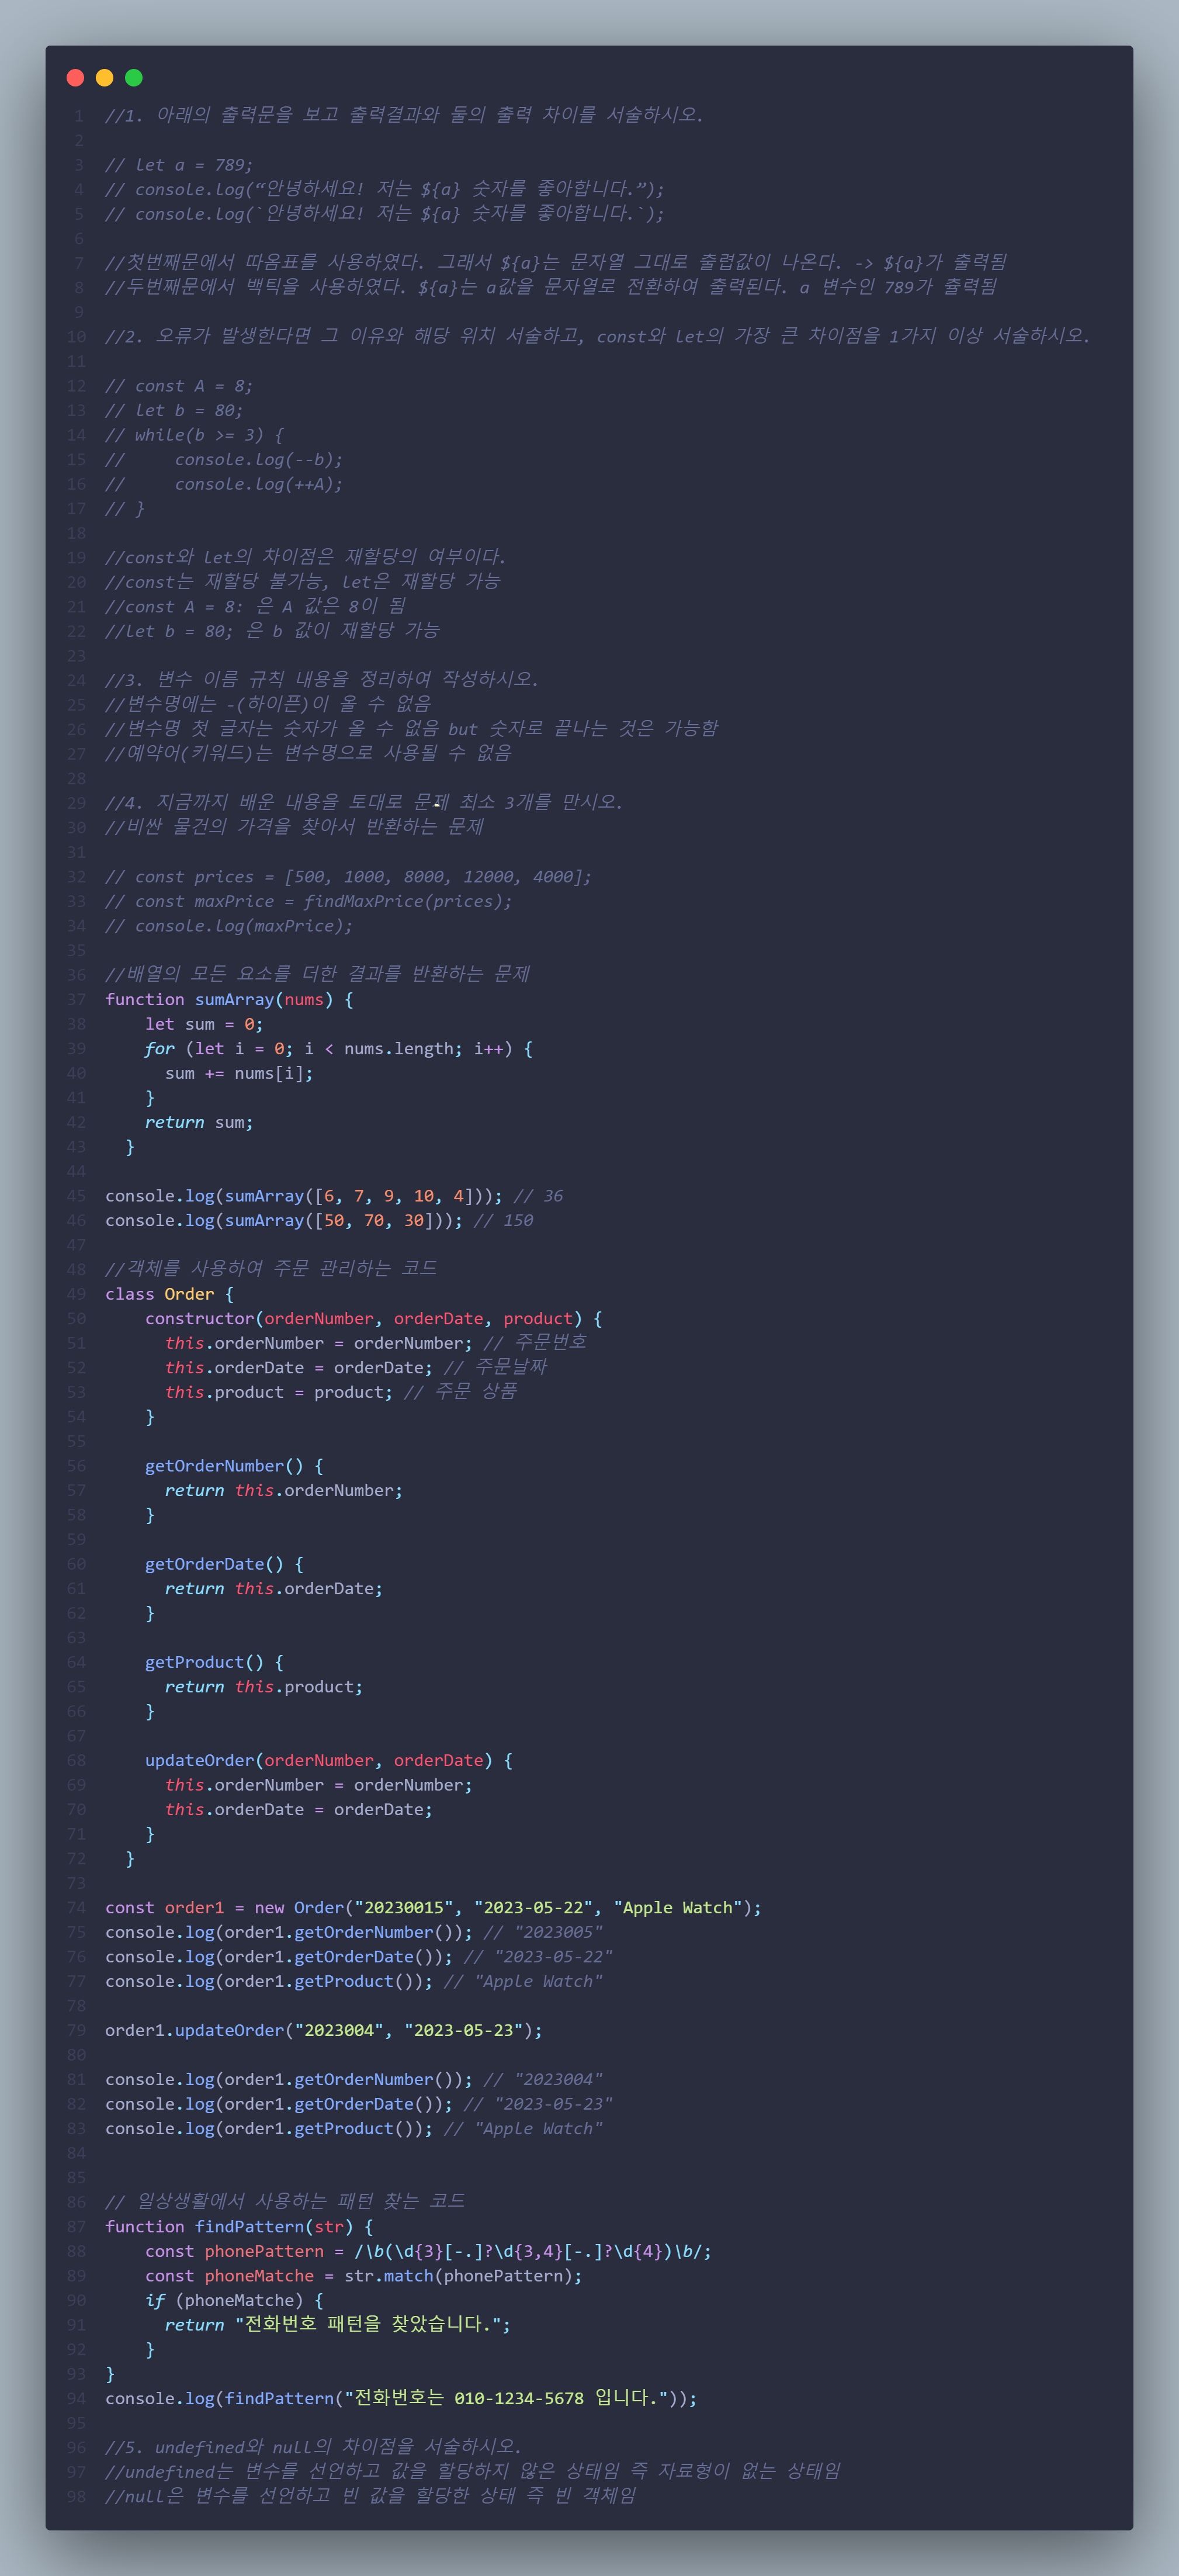 1 //1. 아래의 출력문을 보고 출력결과와 둘의 출력 차이를 서술하시오.
2
3 // let a = 789;
4 // console.log(“안녕하세요! 저는 ${a} 숫자를 좋아합니다.”);
5 // console.log(`안녕하세요! 저는 ${a} 숫자를 좋아합니다.`);
6
7 //첫번째문에서 따옴표를 사용하였다. 그래서 ${a}는 문자열 그대로 출렵값이 나온다. -> ${a}가 출력됨
8 //두번째문에서 백틱을 사용하였다. ${a}는 a값을 문자열로 전환하여 출력된다. a 변수인 789가 츌력됨
9
10 //2. 오류가 발생한다면 그 이유와 해당 위치 서술하고, const와 let의 가장 큰 차이점을 1가지 이상 서술하시오.
11
12 // const A = 8;
13 // let b = 80;
14 // while(b >= 3) {
15 //     console.log(--b);
16 //     console.log(++A);
17 // }
18
19 //const와 let의 차이점은 재할당의 여부이다.
20 //const는 재할당 불가능, let은 재할당 가능
21 //const A = 8: 은 A 값은 8이 됨
22 //let b = 80; 은 b 값이 재할당 가능
23
24 //3. 변수 이름 규칙 내용을 정리하여 작성하시오.
25 //변수명에는 -(하이픈)이 올 수 없음
26 //변수명 첫 글자는 숫자가 올 수 없음 but 숫자로 끝나는 것은 가능함
27 //예약어(키워드)는 변수명으로 사용될 수 없음
28
29 //4. 지금까지 배운 내용을 토대로 문제 최소 3개를 만시오.
30 //비싼 물건의 가격을 찾아서 반환하는 문제
31
32 // const prices = [500, 1000, 8000, 12000, 4000];
33 // const maxPrice = findMaxPrice(prices);
34 // console.log(maxPrice);
35
36 //배열의 모든 요소를 더한 결과를 반환하는 문제
37 function sumArray(nums) {
38     let sum = 0;
39     for (let i = 0; i < nums.length; i++) {
40       sum += nums[i];
41     }
42     return sum;
43   }
44
45 console.log(sumArray([6, 7, 9, 10, 4])); // 36
46 console.log(sumArray([50, 70, 30])); // 150
47
48 //객체를 사용하여 주문 관리하는 코드
49 class Order {
50     constructor(orderNumber, orderDate, product) {
51       this.orderNumber = orderNumber; // 주문번호
52       this.orderDate = orderDate; // 주문날짜
53       this.product = product; // 주문 상품
54     }
55
56     getOrderNumber() {
57       return this.orderNumber;
58     }
59
60     getOrderDate() {
61       return this.orderDate;
62     }
63
64     getProduct() {
65       return this.product;
66     }
67
68     updateOrder(orderNumber, orderDate) {
69       this.orderNumber = orderNumber;
70       this.orderDate = orderDate;
71     }
72   }
73
74 const order1 = new Order("20230015", "2023-05-22", "Apple Watch");
75 console.log(order1.getOrderNumber()); // "2023005"
76 console.log(order1.getOrderDate()); // "2023-05-22"
77 console.log(order1.getProduct()); // "Apple Watch"
78
79 order1.updateOrder("2023004", "2023-05-23");
80
81 console.log(order1.getOrderNumber()); // "2023004"
82 console.log(order1.getOrderDate()); // "2023-05-23"
83 console.log(order1.getProduct()); // "Apple Watch"
84
85
86 // 일상생활에서 사용하는 패턴 찾는 코드
87 function findPattern(str) {
88     const phonePattern = /\b(\d{3}[-.]?\d{3,4}[-.]?\d{4})\b/;
89     const phoneMatche = str.match(phonePattern);
90     if (phoneMatche) {
91       return "전화번호 패턴을 찾았습니다.";
92     }
93 }
94 console.log(findPattern("전화번호는 010-1234-5678 입니다."));
95
96 //5. undefined와 null의 차이점을 서술하시오.
97 //undefined는 변수를 선언하고 값을 할당하지 않은 상태임 즉 자료형이 없는 상태임
98 //null은 변수를 선언하고 빈 값을 할당한 상태 즉 빈 객체임